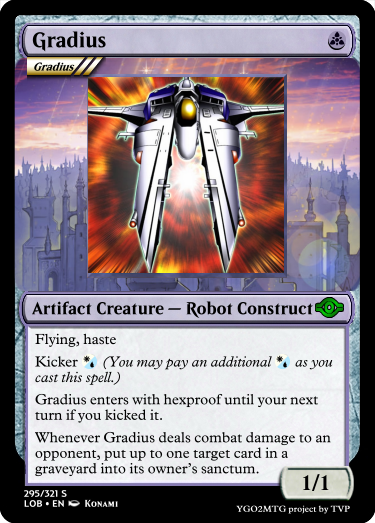 Gradius
Gradius
Artifact Creature — Robot Construct
Flying, haste
Kicker (You may pay an additional as you
cast this spell.)
Gradius enters with hexproof until your next
turn if you kicked it.
Whenever Gradius deals combat damage to an
opponent, put up to one target card in a
graveyard into its owner's sanctum.
1/1
295/321 S
LOB • EN KONAMI
YGO2MTG project by TVP